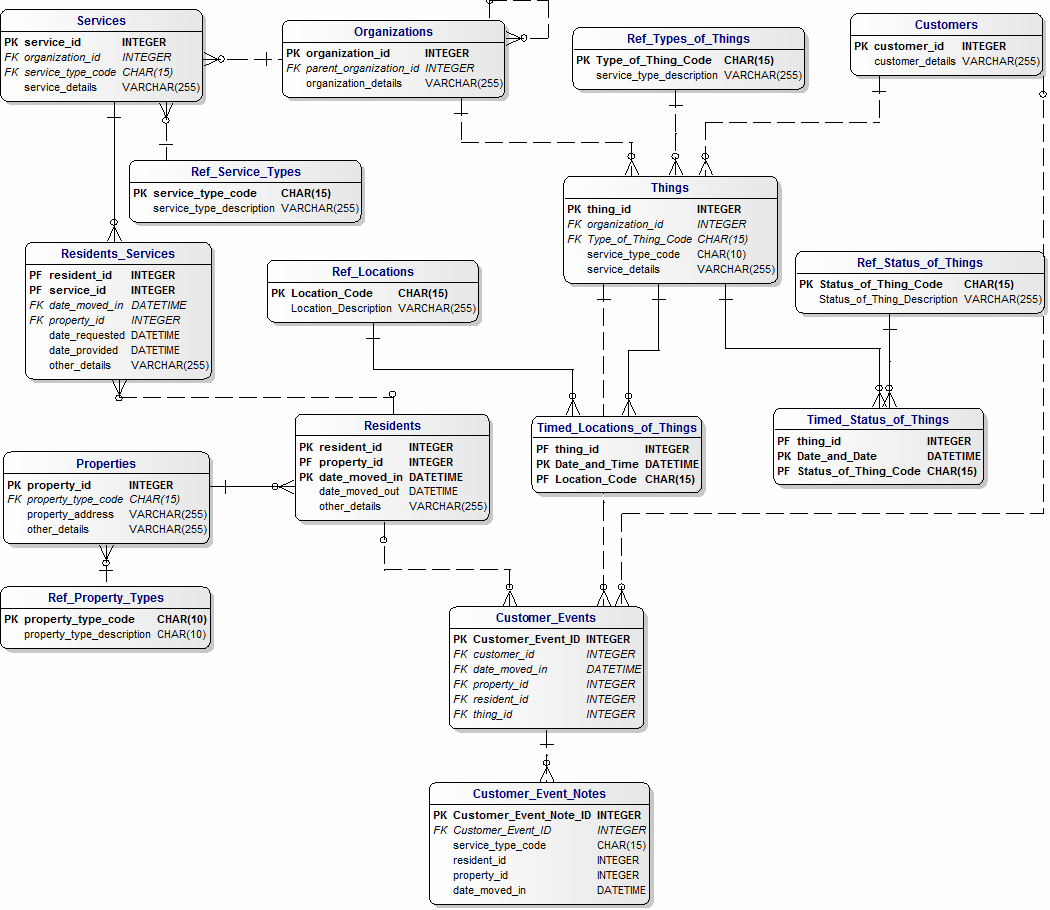 Services
PK service_id INTEGER
FK organization_id INTEGER
FK service_type_code CHAR(15)
service_details VARCHAR(255)
Organizations
PK organization_id INTEGER
FK parent_organization_id INTEGER
organization_details VARCHAR(255)
Ref_Types_of_Things
PK Type_of_Thing_Code CHAR(15)
service_type_description VARCHAR(255)
Customers
PK customer_id INTEGER
customer_details VARCHAR(255)
Ref_Service_Types
PK service_type_code CHAR(15)
service_type_description VARCHAR(255)
Things
PK thing_id INTEGER
FK organization_id INTEGER
FK Type_of_Thing_Code CHAR(15)
service_type_code CHAR(10)
service_details VARCHAR(255)
Residents_Services
PF resident_id INTEGER
PF service_id INTEGER
FK date_moved_in DATETIME
FK property_id INTEGER
date_requested DATETIME
date_provided DATETIME
other_details VARCHAR(255)
Ref_Locations
PK Location_Code CHAR(15)
Location_Description VARCHAR(255)
Ref_Status_of_Things
PK Status_of_Thing_Code CHAR(15)
Status_of_Thing_Description VARCHAR(255)
Residents
PK resident_id INTEGER
PF property_id INTEGER
PK date_moved_in DATETIME
date_moved_out DATETIME
other_details VARCHAR(255)
Timed_Locations_of_Things
PF thing_id INTEGER
PK Date_and_Time DATETIME
PF Location_Code CHAR(15)
Timed_Status_of_Things
PF thing_id INTEGER
PK Date_and_Date DATETIME
PF Status_of_Thing_Code CHAR(15)
Properties
PK property_id INTEGER
FK property_type_code CHAR(15)
property_address VARCHAR(255)
other_details VARCHAR(255)
Ref_Property_Types
PK property_type_code CHAR(10)
property_type_description CHAR(10)
Customer_Events
PK Customer_Event_ID INTEGER
FK customer_id INTEGER
FK date_moved_in DATETIME
FK property_id INTEGER
FK resident_id INTEGER
FK thing_id INTEGER
Customer_Event_Notes
PK Customer_Event_Note_ID INTEGER
FK Customer_Event_ID INTEGER
service_type_code CHAR(15)
resident_id INTEGER
property_id INTEGER
date_moved_in DATETIME